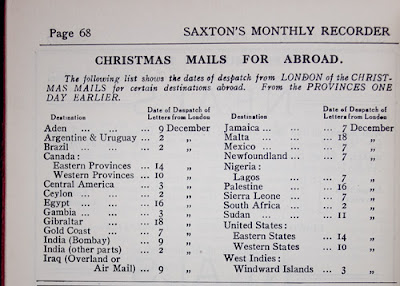 Page 68 SAXTON'S MONTHLY RECORDER
CHRISTMAS MAILS FOR ABROAD.
The following list shows the dates of despatch from LONDON of the CHRIST-
MAS MAILS for certain destinations abroad. From the PROVINCES ONE
DAY EARLIER.
Destination
Date of Despatch of
Letters from London
Aden ... ... ... 9 December
Argentine & Uruguay ... 2 „
Brazil ... ... ... 2 „
Canada :
Eastern Provinces ... 14 „
Western Provinces ... 10 „
Central America ... 3 „
Ceylon ... ... ... 2 „
Egypt ... ... ... 16 „
Gambia ... ... ... 3 „
Gibraltar ... ... 18 „
Gold Coast ... ... 7 „
India (Bombay) ... 9 „
India (other parts) ... 2 „
Iraq (Overland or
Air Mail) ... ... 9 „
Destination
Date of Despatch of
Letters from London
Jamaica ... ... ... 7 December
Malta ... ... ... 18 „
Mexico ... ... ... 7 „
Newfoundland ... ... 7 „
Nigeria :
Lagos ... ... ... 7 „
Palestine ... ... 16 „
Sierra Leone ... ... 7 „
South Africa ... ... 2 „
Sudan ... ... ... 11 „
United States :
Eastern States ... 14 „
Western States ... 10 „
West Indies :
Windward Islands ... 3 „